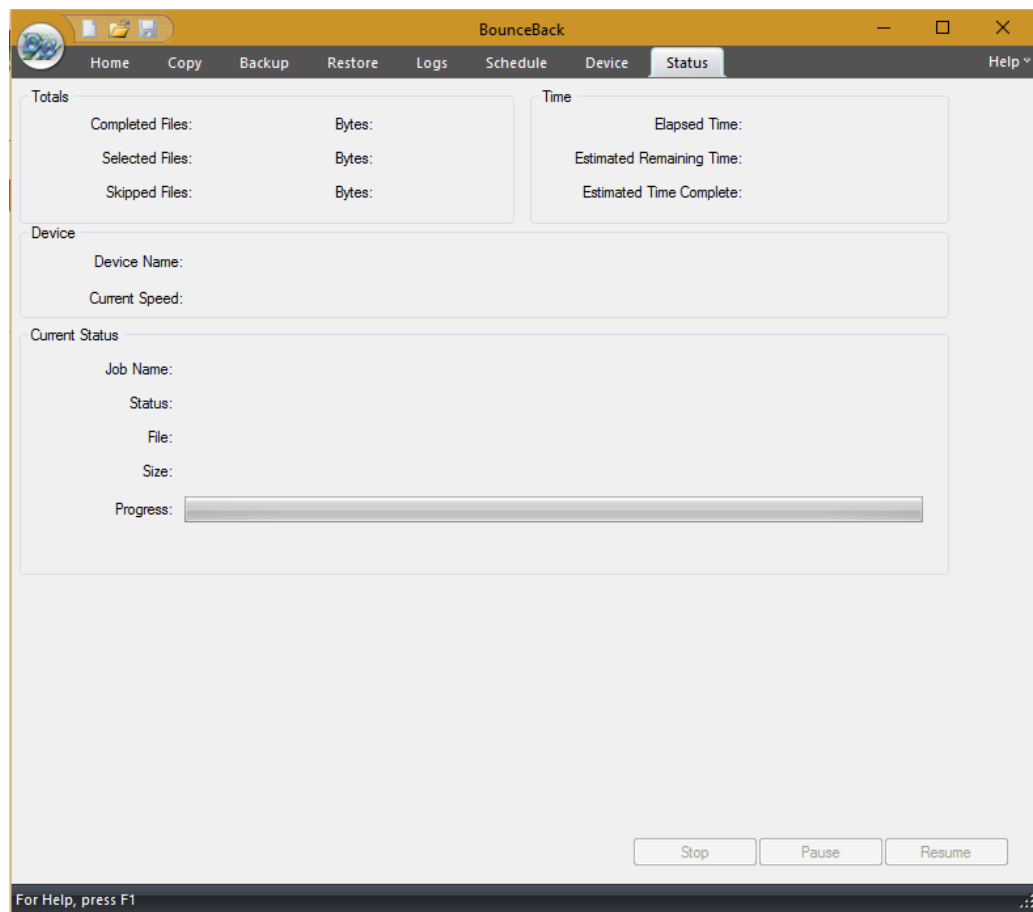 BounceBack
Home Copy Backup Restore Logs Schedule Device Status Help
Totals
Completed Files: Bytes:
Selected Files: Bytes:
Skipped Files: Bytes:
Time
Elapsed Time:
Estimated Remaining Time:
Estimated Time Complete:
Device
Device Name:
Current Speed:
Current Status
Job Name:
Status:
File:
Size:
Progress:
Stop Pause Resume
For Help, press F1